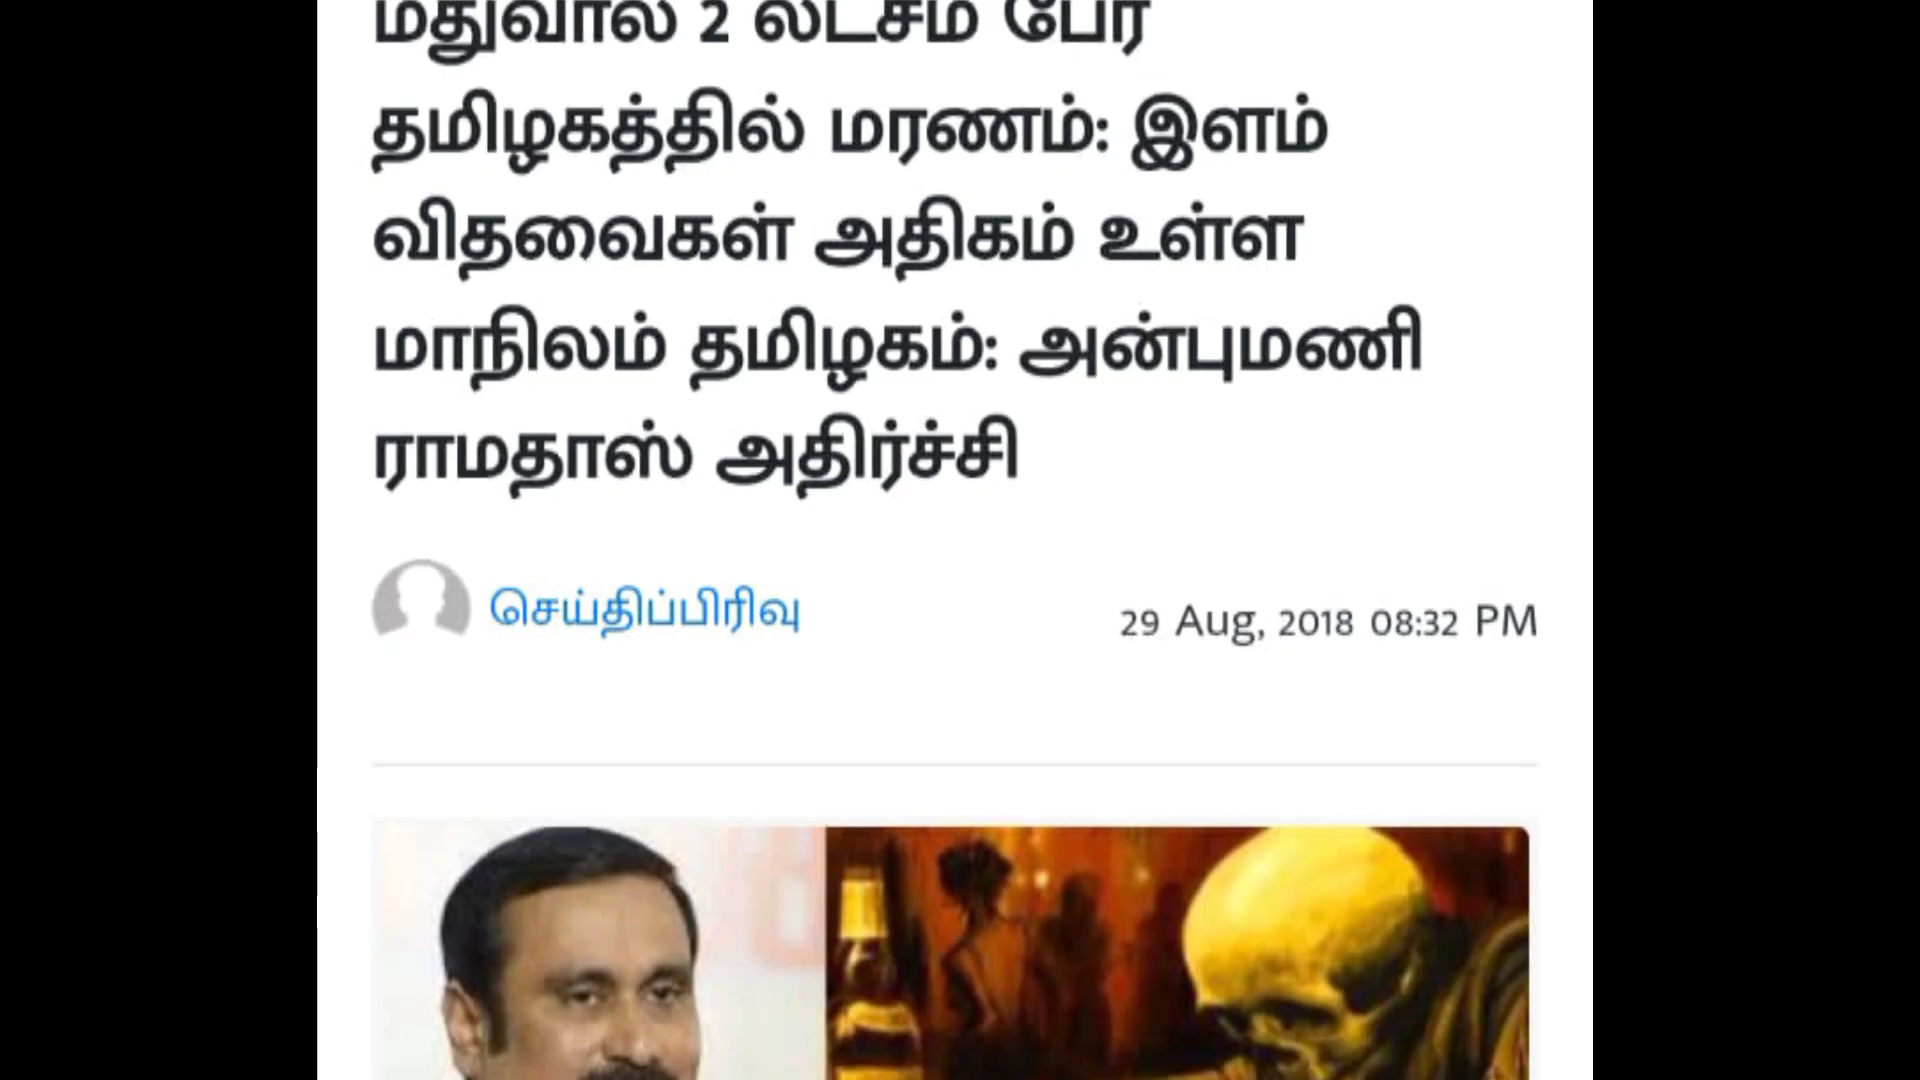 மதுவால் 2 லட்சம் பேர்
தமிழகத்தில் மரணம்: இளம்
விதவைகள் அதிகம் உள்ள
மாநிலம் தமிழகம்: அன்புமணி
ராமதாஸ் அதிர்ச்சி
செய்திப்பிரிவு
29 Aug, 2018 08:32 PM